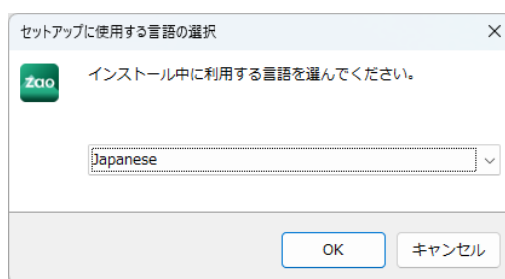 セットアップに使用する言語の選択
zao
インストール中に利用する言語を選んでください。
Japanese
OK
キャンセル